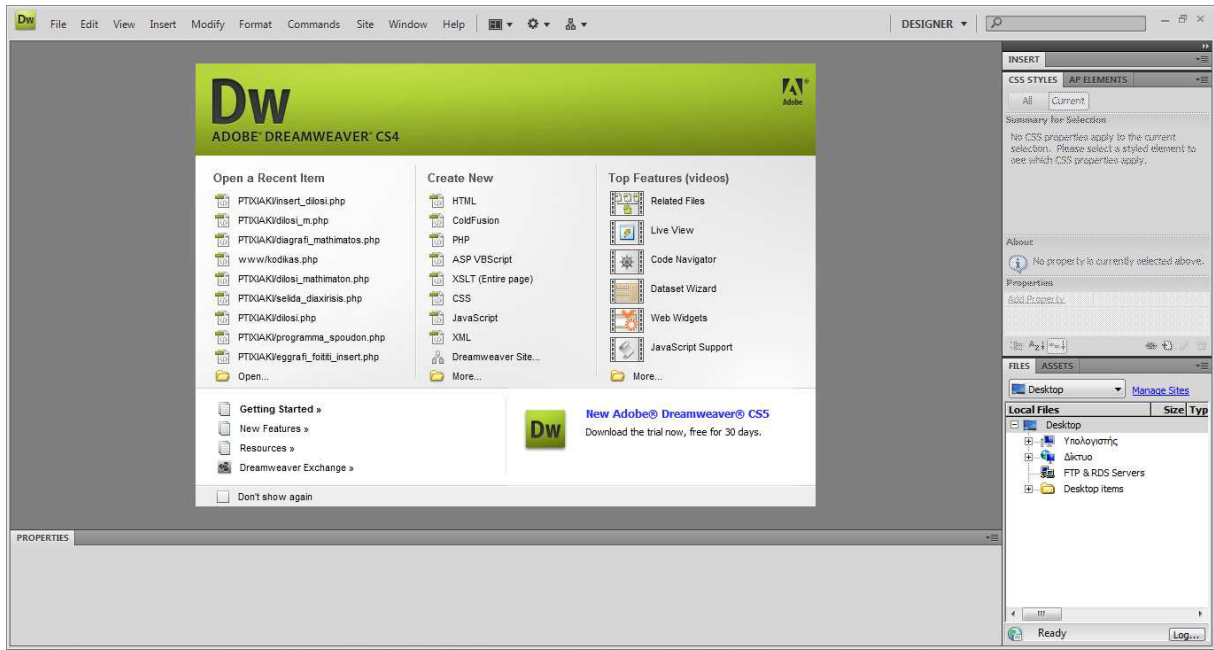 Dw File Edit View Insert Modify Format Commands Site Window Help DESIGNER
Dw
ADOBE® DREAMWEAVER® CS4
Adobe
Open a Recent Item
PTIXIAKI/insert_dilosi.php
PTIXIAKI/dilosi_m.php
PTIXIAKI/diagrafi_mathimatos.php
www/kodikas.php
PTIXIAKI/dilosi_mathimaton.php
PTIXIAKI/selida_diaxirisis.php
PTIXIAKI/dilosi.php
PTIXIAKI/programma_spoudon.php
PTIXIAKI/eggrafi_foititi_insert.php
Open...
Create New
HTML
ColdFusion
PHP
ASP VBScript
XSLT (Entire page)
CSS
JavaScript
XML
Dreamweaver Site...
More...
Top Features (videos)
Related Files
Live View
Code Navigator
Dataset Wizard
Web Widgets
JavaScript Support
More...
Getting Started »
New Features »
Resources »
Dreamweaver Exchange »
Dw
New Adobe® Dreamweaver® CS5
Download the trial now, free for 30 days.
Don't show again
PROPERTIES
INSERT
CSS STYLES AP ELEMENTS
All Current
Summary for Selection
No CSS properties apply to the current
selection. Please select a styled element to
see which CSS properties apply.
About
No property is currently selected above.
Properties
Add Property
FILES ASSETS
Desktop Manage Sites
Local Files Size Typ
Desktop
Υπολογιστής
Δίκτυο
FTP & RDS Servers
Desktop items
Ready Log...